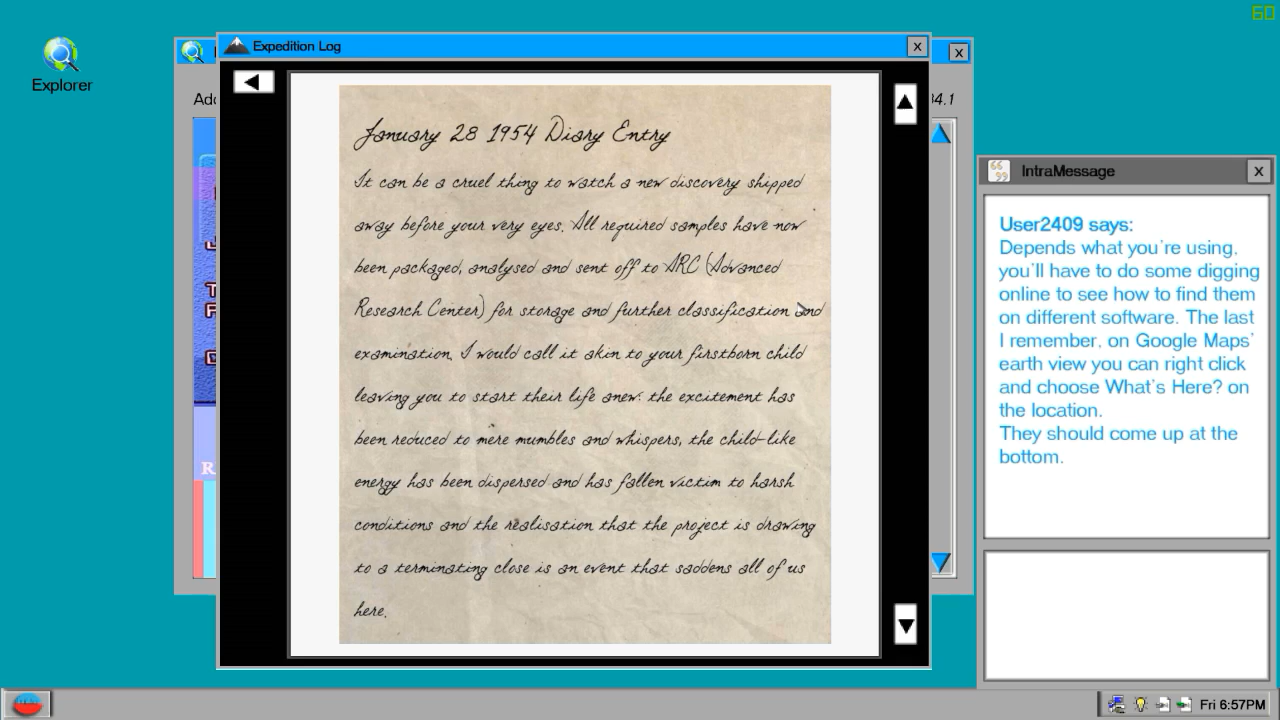 60
Explorer
Expedition Log
34.1
January 28 1954 Diary Entry
It can be a cruel thing to watch a new discovery shipped
away before your very eyes. All required samples have now
been packaged, analysed and sent off to ARC (Advanced
Research Center) for storage and further classification and
examination. I would call it akin to your firstborn child
leaving you to start their life anew: the excitement has
been reduced to mere mumbles and whispers, the child-like
energy has been dispersed and has fallen victim to harsh
conditions and the realisation that the project is drawing
to a terminating close is an event that saddens all of us
here.
IntraMessage
User2409 says:
Depends what you're using,
you'll have to do some digging
online to see how to find them
on different software. The last
I remember, on Google Maps'
earth view you can right click
and choose What's Here? on
the location.
They should come up at the
bottom.
Fri 6:57PM